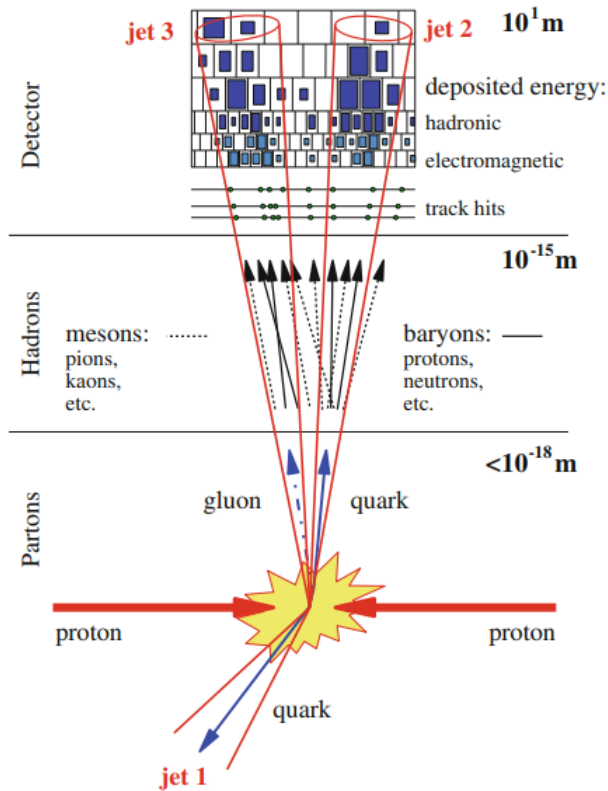 jet 3
jet 2
10¹m
deposited energy:
hadronic
electromagnetic
track hits
Detector
10⁻¹⁵m
mesons:
pions,
kaons,
etc.
baryons:
protons,
neutrons,
etc.
Hadrons
<10⁻¹⁸m
gluon
quark
Partons
proton
proton
quark
jet 1